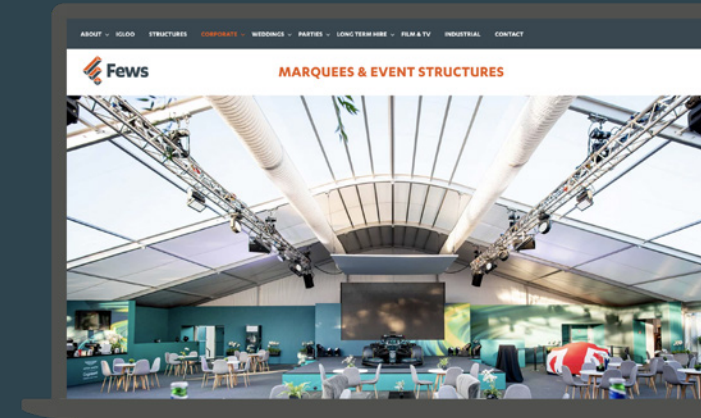 ABOUT IGLOO STRUCTURES CORPORATE WEDDINGS PARTIES LONG TERM HIRE FILM & TV INDUSTRIAL CONTACT
Fews
MARQUEES & EVENT STRUCTURES